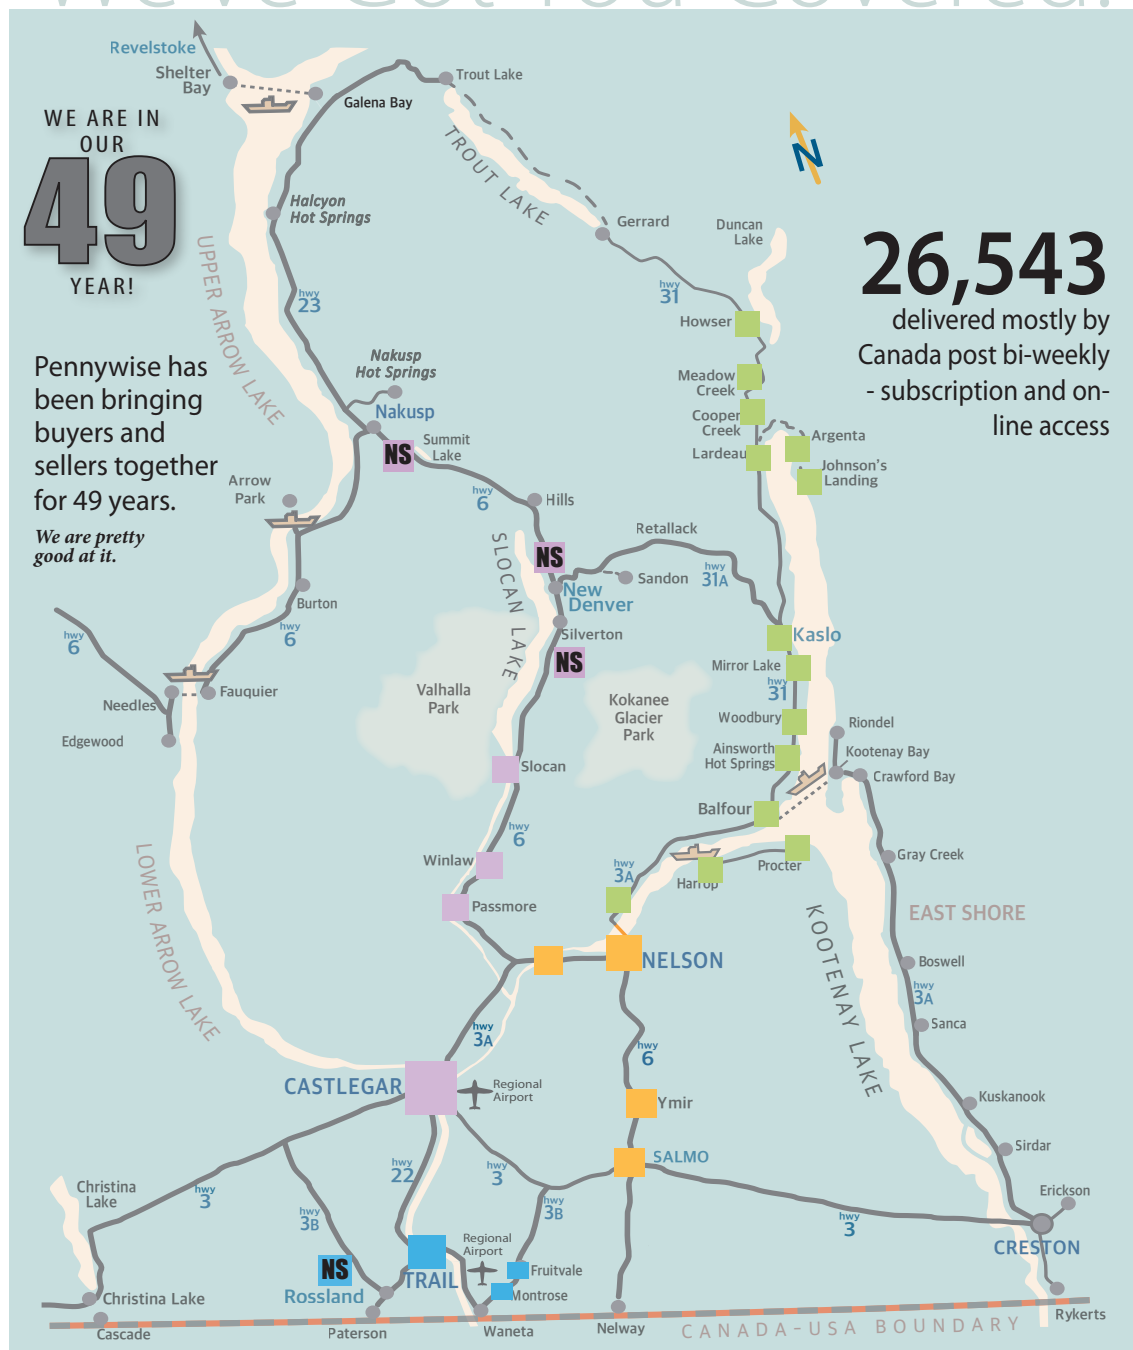 We've Got You Covered!
Revelstoke
Shelter
Bay
Galena Bay
Trout Lake
WE ARE IN
OUR
49
YEAR!
TROUT LAKE
N
Halcyon
Hot Springs
Gerrard
Duncan
Lake
26,543
delivered mostly by
Canada post bi-weekly
- subscription and on-
line access
UPPER ARROW LAKE
hwy
23
hwy
31
Howser
Pennywise has
been bringing
buyers and
sellers together
for 49 years.
We are pretty
good at it.
Nakusp
Hot Springs
Nakusp
NS
Summit
Lake
Meadow
Creek
Cooper
Creek
Lardeau
Argenta
Johnson's
Landing
Arrow
Park
hwy
6
Hills
Retallack
SLOCAN LAKE
NS
New
Denver
Sandon
hwy
31A
Burton
hwy
6
hwy
6
Silverton
NS
Kaslo
Mirror Lake
hwy
31
Needles
Fauquier
Edgewood
Valhalla
Park
Kokanee
Glacier
Park
Woodbury
Ainsworth
Hot Springs
Riondel
Kootenay Bay
Crawford Bay
Slocan
Balfour
hwy
6
Winlaw
Passmore
hwy
3A
Harrop
Procter
Gray Creek
EAST SHORE
LOWER ARROW LAKE
KOOTENAY LAKE
NELSON
Boswell
hwy
3A
Sanca
hwy
3A
hwy
6
CASTLEGAR
Regional
Airport
Ymir
Kuskanook
Sirdar
SALMO
hwy
22
hwy
3
Christina
Lake
hwy
3
hwy
3B
hwy
3B
hwy
3
Erickson
CRESTON
NS
Rossland
TRAIL
Regional
Airport
Fruitvale
Montrose
Christina Lake
Cascade
Paterson
Waneta
Nelway
CANADA-USA BOUNDARY
Rykerts